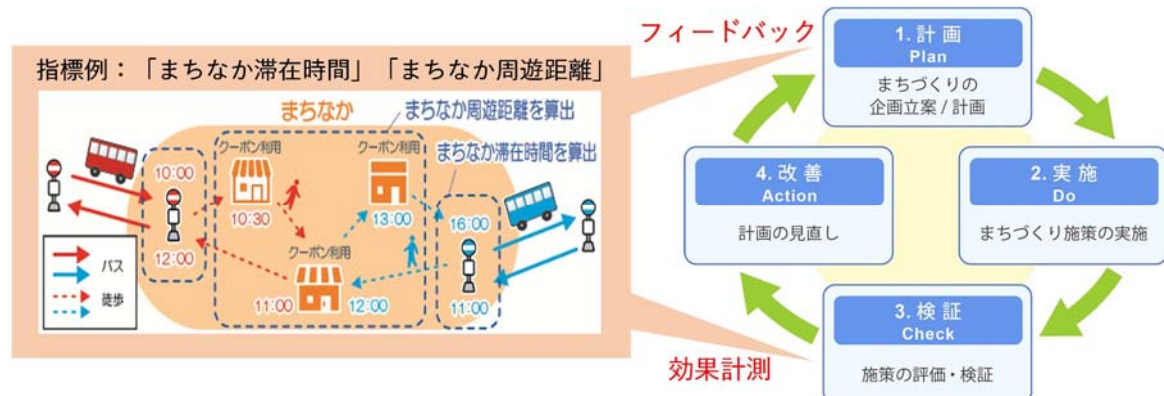 指標例：「まちなか滞在時間」「まちなか周遊距離」
まちなか
まちなか周遊距離を算出
まちなか滞在時間を算出
クーポン利用
クーポン利用
10:00
10:30
13:00
16:00
クーポン利用
12:00
11:00
12:00
11:00
バス
徒歩
フィードバック
効果計測
1. 計 画
Plan
まちづくりの
企画立案 / 計画
2. 実 施
Do
まちづくり施策の実施
3. 検 証
Check
施策の評価・検証
4. 改 善
Action
計画の見直し